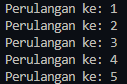 Perulangan ke: 1
Perulangan ke: 2
Perulangan ke: 3
Perulangan ke: 4
Perulangan ke: 5